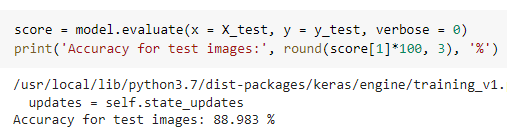 score = model.evaluate(x = X_test, y = y_test, verbose = 0)
print('Accuracy for test images:', round(score[1]*100, 3), '%')
/usr/local/lib/python3.7/dist-packages/keras/engine/training_v1.
updates = self.state_updates
Accuracy for test images: 88.983 %